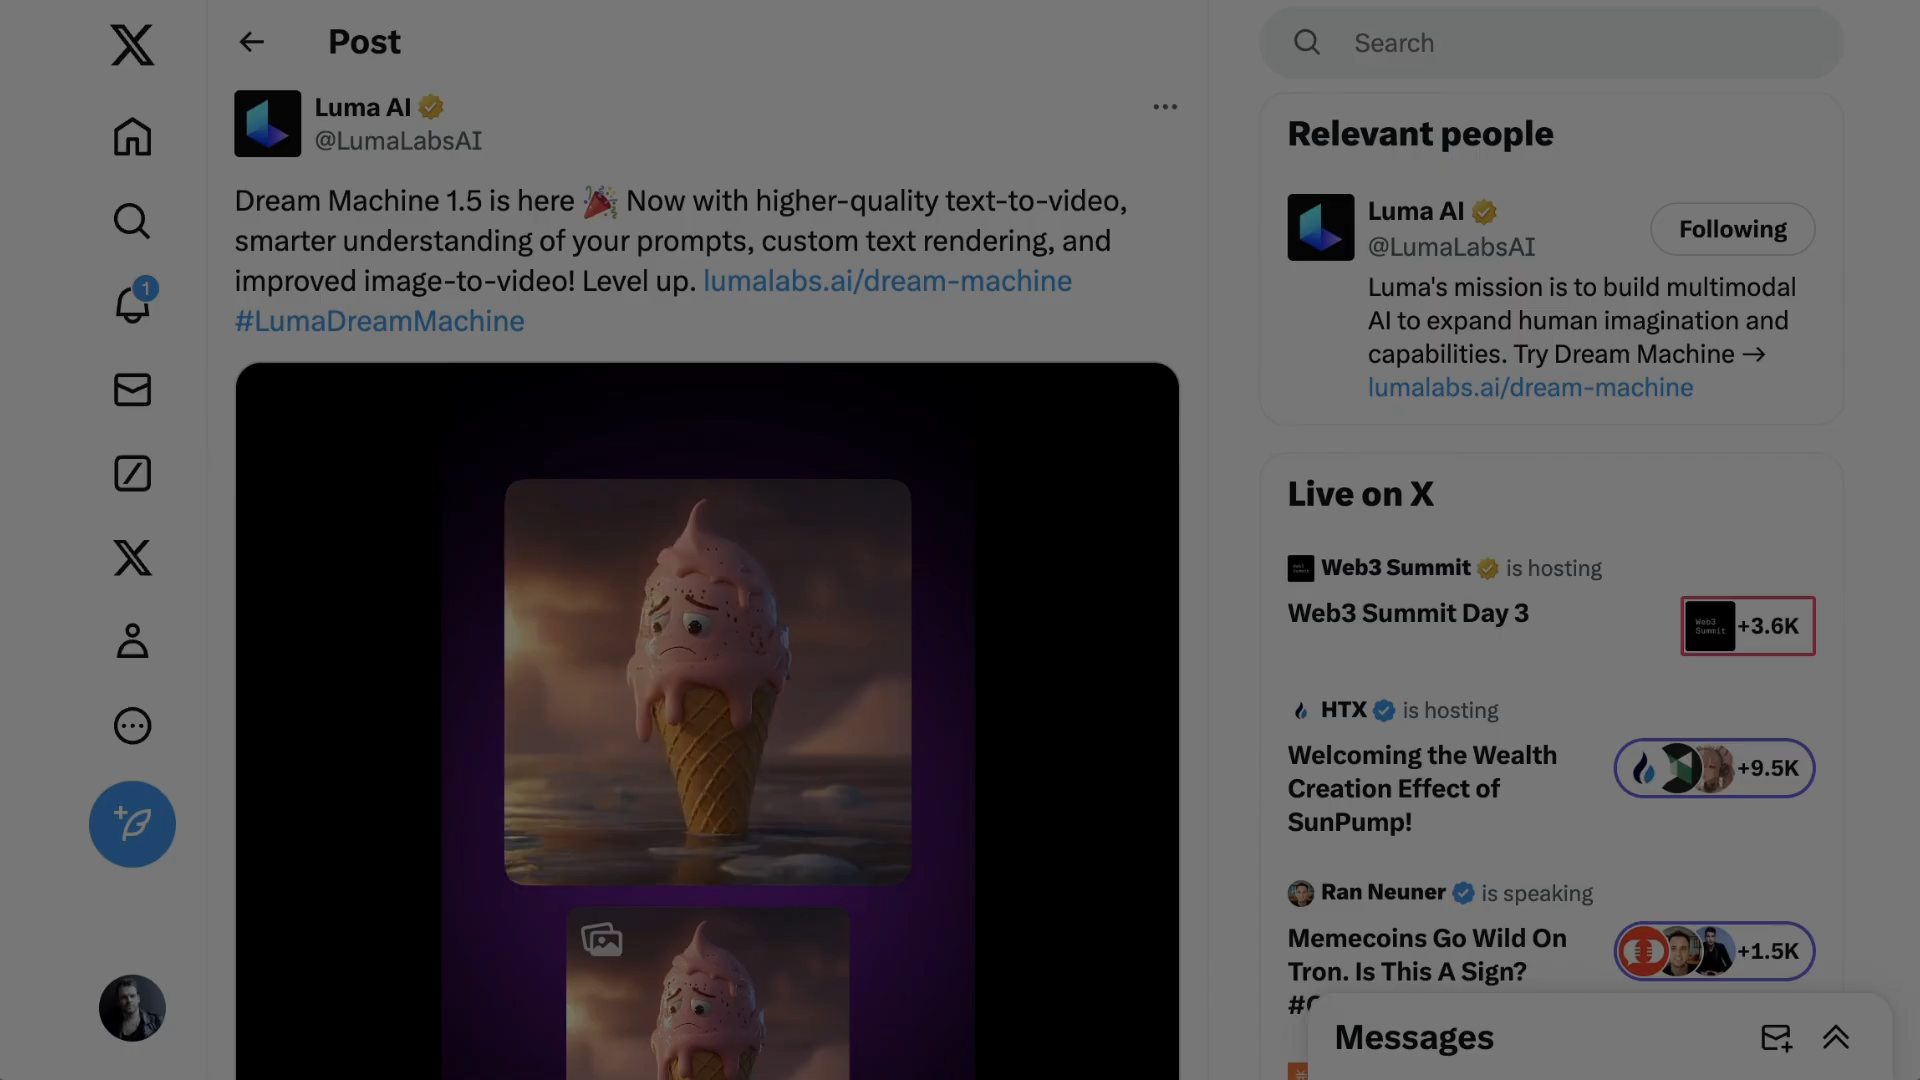 Post
Search
Luma AI
@LumaLabsAI
Dream Machine 1.5 is here 🎉 Now with higher-quality text-to-video,
smarter understanding of your prompts, custom text rendering, and
improved image-to-video! Level up. lumalabs.ai/dream-machine
#LumaDreamMachine
1
Relevant people
Luma AI
@LumaLabsAI
Following
Luma's mission is to build multimodal
AI to expand human imagination and
capabilities. Try Dream Machine →
lumalabs.ai/dream-machine
Live on X
Web3 Summit is hosting
Web3 Summit Day 3
Web3
Summit
+3.6K
HTX is hosting
Welcoming the Wealth
Creation Effect of
SunPump!
+9.5K
Ran Neuner is speaking
Memecoins Go Wild On
Tron. Is This A Sign?
+1.5K
Messages